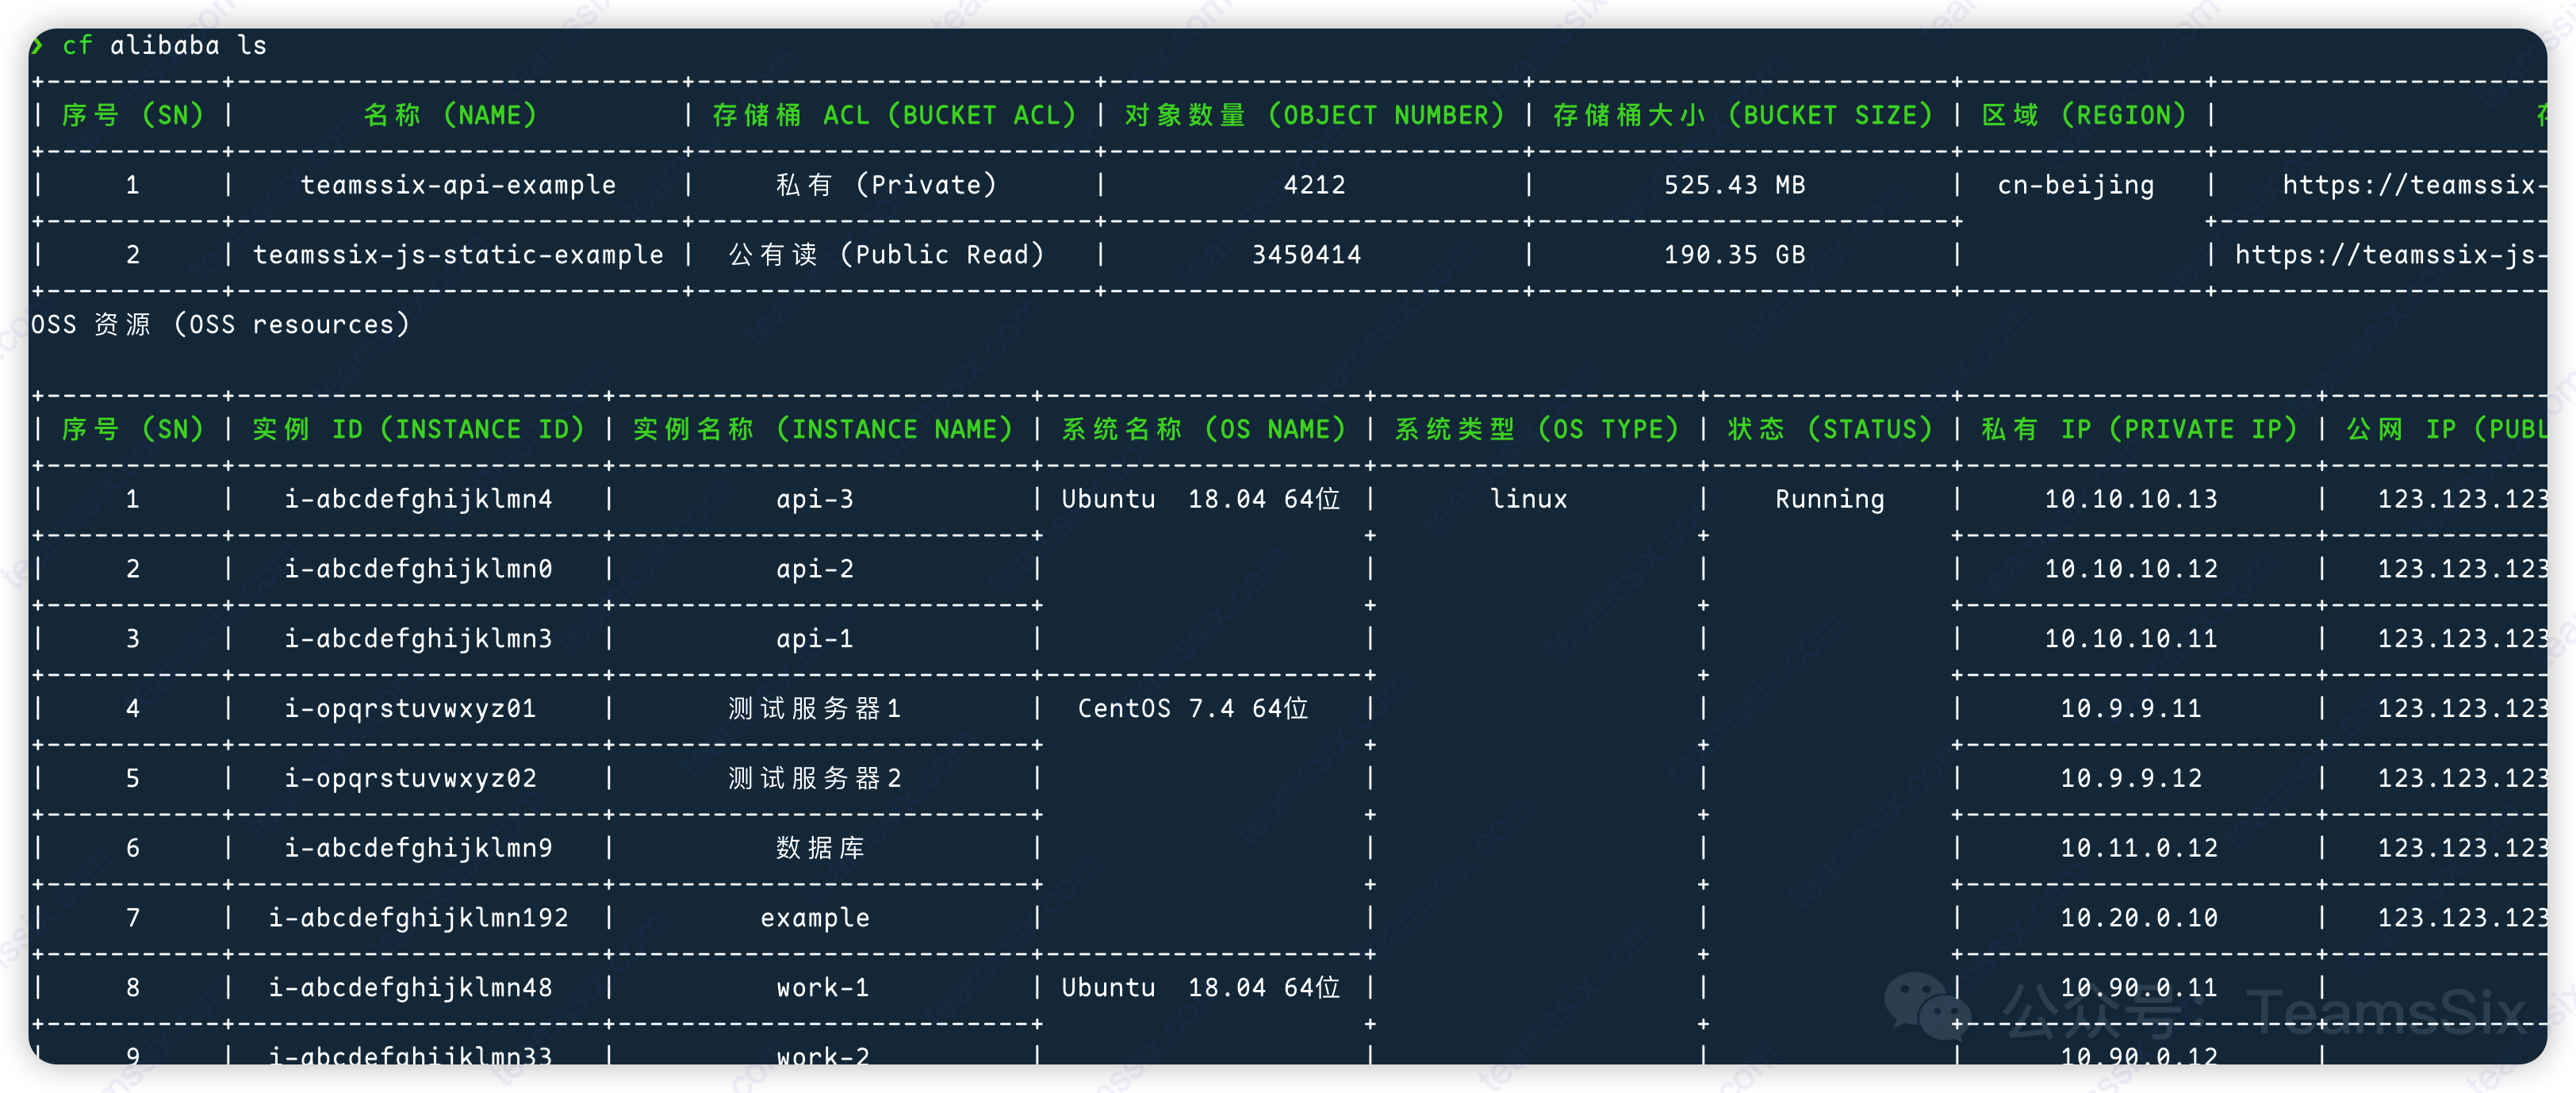 ❯ cf alibaba ls
序号 (SN) | 名称 (NAME) | 存储桶 ACL (BUCKET ACL) | 对象数量 (OBJECT NUMBER) | 存储桶大小 (BUCKET SIZE) | 区域 (REGION) |
1 | teamssix-api-example | 私有 (Private) | 4212 | 525.43 MB | cn-beijing | https://teamssix-
2 | teamssix-js-static-example | 公有读 (Public Read) | 3450414 | 190.35 GB | | https://teamssix-js-
OSS 资源 (OSS resources)
序号 (SN) | 实例 ID (INSTANCE ID) | 实例名称 (INSTANCE NAME) | 系统名称 (OS NAME) | 系统类型 (OS TYPE) | 状态 (STATUS) | 私有 IP (PRIVATE IP) | 公网 IP (PUBL
1 | i-abcdefghijklmn4 | api-3 | Ubuntu  18.04 64位 | linux | Running | 10.10.10.13 | 123.123.123
2 | i-abcdefghijklmn0 | api-2 | | | | 10.10.10.12 | 123.123.123
3 | i-abcdefghijklmn3 | api-1 | | | | 10.10.10.11 | 123.123.123
4 | i-opqrstuvwxyz01 | 测试服务器1 | CentOS 7.4 64位 | | | 10.9.9.11 | 123.123.123
5 | i-opqrstuvwxyz02 | 测试服务器2 | | | | 10.9.9.12 | 123.123.123
6 | i-abcdefghijklmn9 | 数据库 | | | | 10.11.0.12 | 123.123.123
7 | i-abcdefghijklmn192 | example | | | | 10.20.0.10 | 123.123.123
8 | i-abcdefghijklmn48 | work-1 | Ubuntu  18.04 64位 | | | 10.90.0.11 |
9 | i-abcdefghijklmn33 | work-2 | | | | 10.90.0.12 |
公众号: TeamsSix
teamssix.com